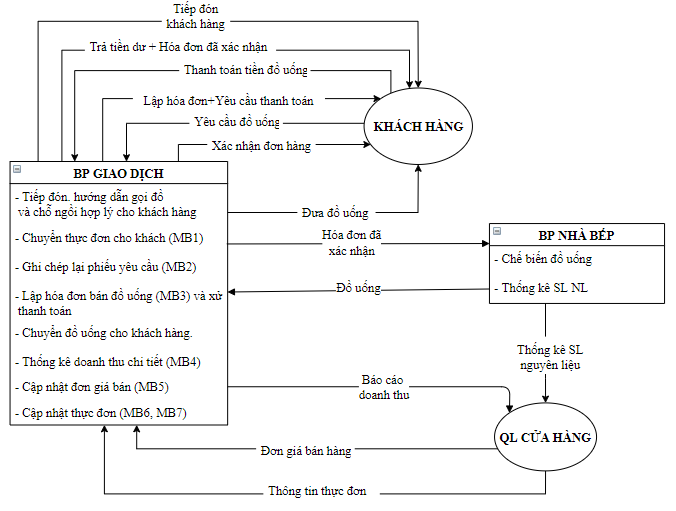 Tiếp đón
khách hàng
Trả tiền dư + Hóa đơn đã xác nhận
Thanh toán tiền đồ uống
Lập hóa đơn+Yêu cầu thanh toán
Yêu cầu đồ uống
Xác nhận đơn hàng
KHÁCH HÀNG
BP GIAO DỊCH
- Tiếp đón. hướng dẫn gọi đồ
và chỗ ngồi hợp lý cho khách hàng
- Chuyển thực đơn cho khách (MB1)
- Ghi chép lại phiếu yêu cầu (MB2)
- Lập hóa đơn bán đồ uống (MB3) và xử
thanh toán
- Chuyển đồ uống cho khách hàng.
- Thống kê doanh thu chi tiết (MB4)
- Cập nhật đơn giá bán (MB5)
- Cập nhật thực đơn (MB6, MB7)
Đưa đồ uống
Hóa đơn đã
xác nhận
BP NHÀ BẾP
- Chế biến đồ uống
- Thống kê SL NL
Đồ uống
Thống kê SL
nguyên liệu
Báo cáo
doanh thu
QL CỬA HÀNG
Đơn giá bán hàng
Thông tin thực đơn